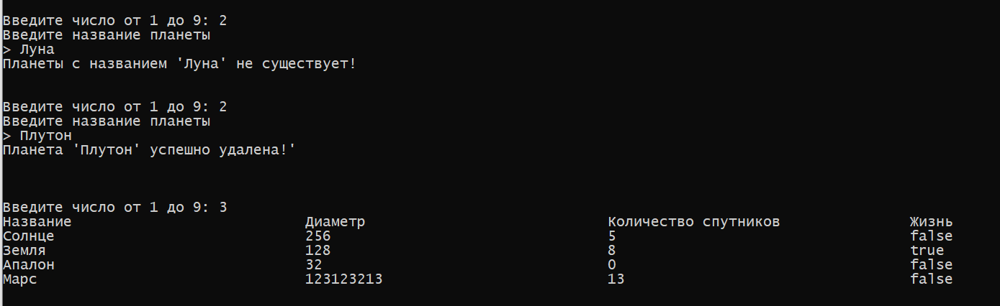 Введите число от 1 до 9: 2
Введите название планеты
> Луна
Планеты с названием 'Луна' не существует!
Введите число от 1 до 9: 2
Введите название планеты
> Плутон
Планета 'Плутон' успешно удалена!'
Введите число от 1 до 9: 3
Название Диаметр Количество спутников Жизнь
Солнце 256 5 false
Земля 128 8 true
Апалон 32 0 false
Марс 123123213 13 false